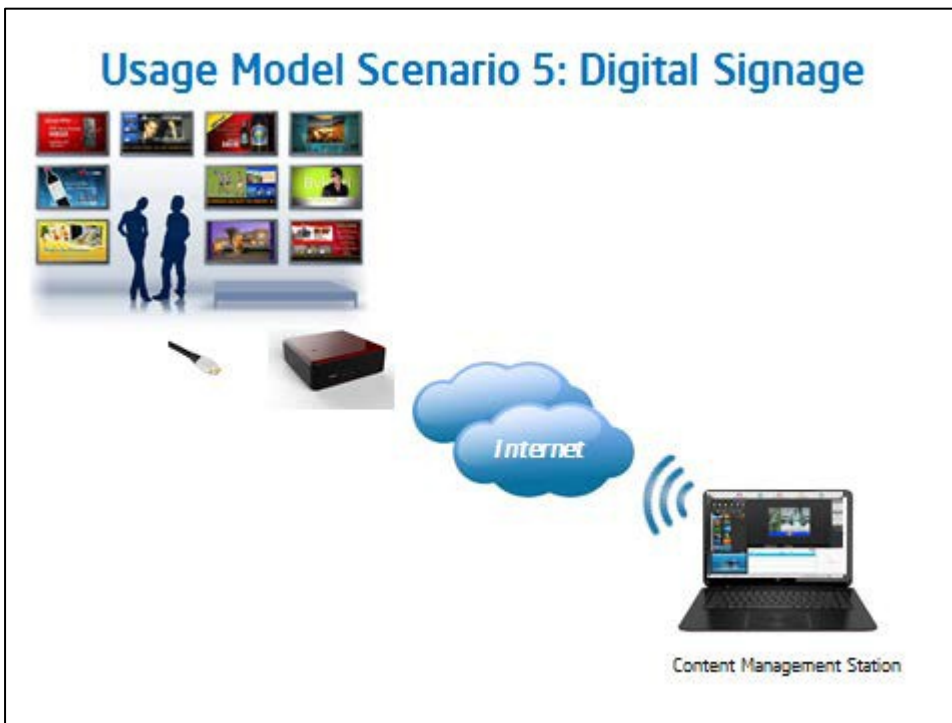 Usage Model Scenario 5: Digital Signage
Internet
Content Management Station